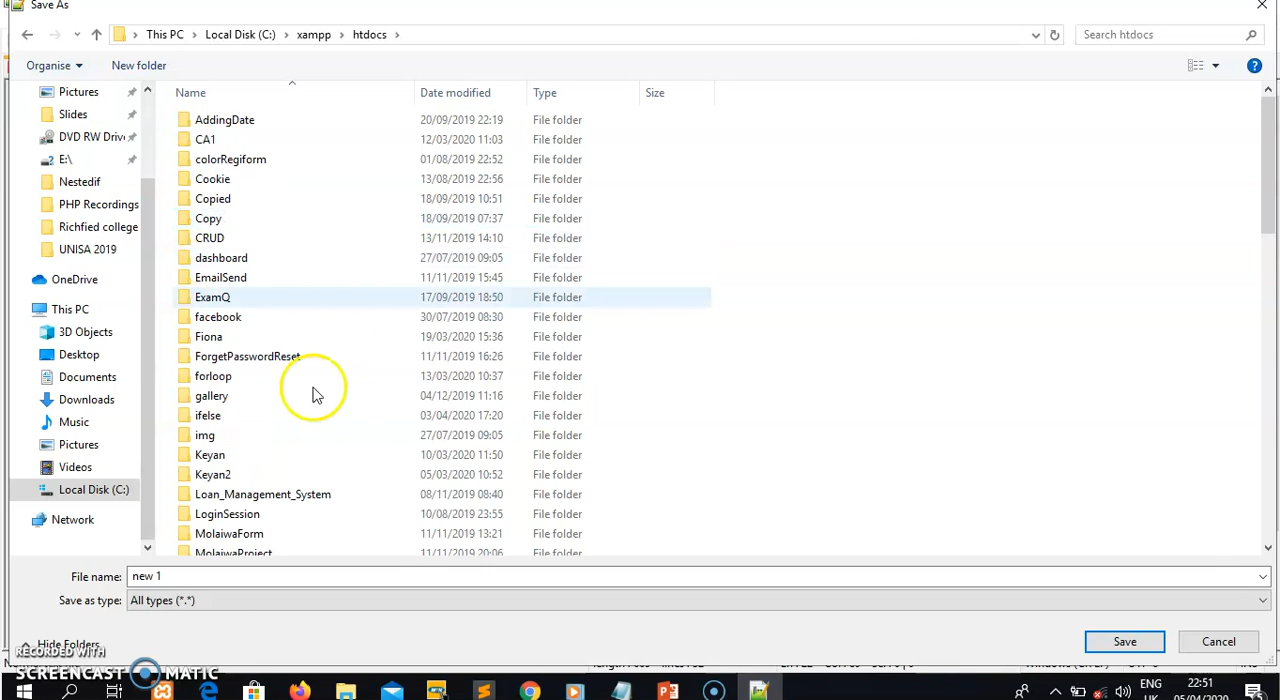 Save As
This PC > Local Disk (C:) > xampp > htdocs >
Search htdocs
Organise New folder
Name Date modified Type Size
AddingDate 20/09/2019 22:19 File folder
CA1 12/03/2020 11:03 File folder
colorRegiform 01/08/2019 22:52 File folder
Cookie 13/08/2019 22:56 File folder
Copied 18/09/2019 10:51 File folder
Copy 18/09/2019 07:37 File folder
CRUD 13/11/2019 14:10 File folder
dashboard 27/07/2019 09:05 File folder
EmailSend 11/11/2019 15:45 File folder
ExamQ 17/09/2019 18:50 File folder
facebook 30/07/2019 08:30 File folder
Fiona 19/03/2020 15:36 File folder
ForgetPasswordReset 11/11/2019 16:26 File folder
forloop 13/03/2020 10:37 File folder
gallery 04/12/2019 11:16 File folder
ifelse 03/04/2020 17:20 File folder
img 27/07/2019 09:05 File folder
Keyan 10/03/2020 11:50 File folder
Keyan2 05/03/2020 10:52 File folder
Loan_Management_System 08/11/2019 08:40 File folder
LoginSession 10/08/2019 23:55 File folder
MolaiwaForm 11/11/2019 13:21 File folder
MolaiwaProject 11/11/2019 20:06 File folder
Pictures
Slides
DVD RW Drive
E:\
Nestedif
PHP Recordings
Richfied college
UNISA 2019
OneDrive
This PC
3D Objects
Desktop
Documents
Downloads
Music
Pictures
Videos
Local Disk (C:)
Network
File name: new 1
Save as type: All types (*.*)
Hide Folders
Save Cancel
RECORDED WITH
SCREENCAST MATIC
ENG
UK
22:51
05/04/2020